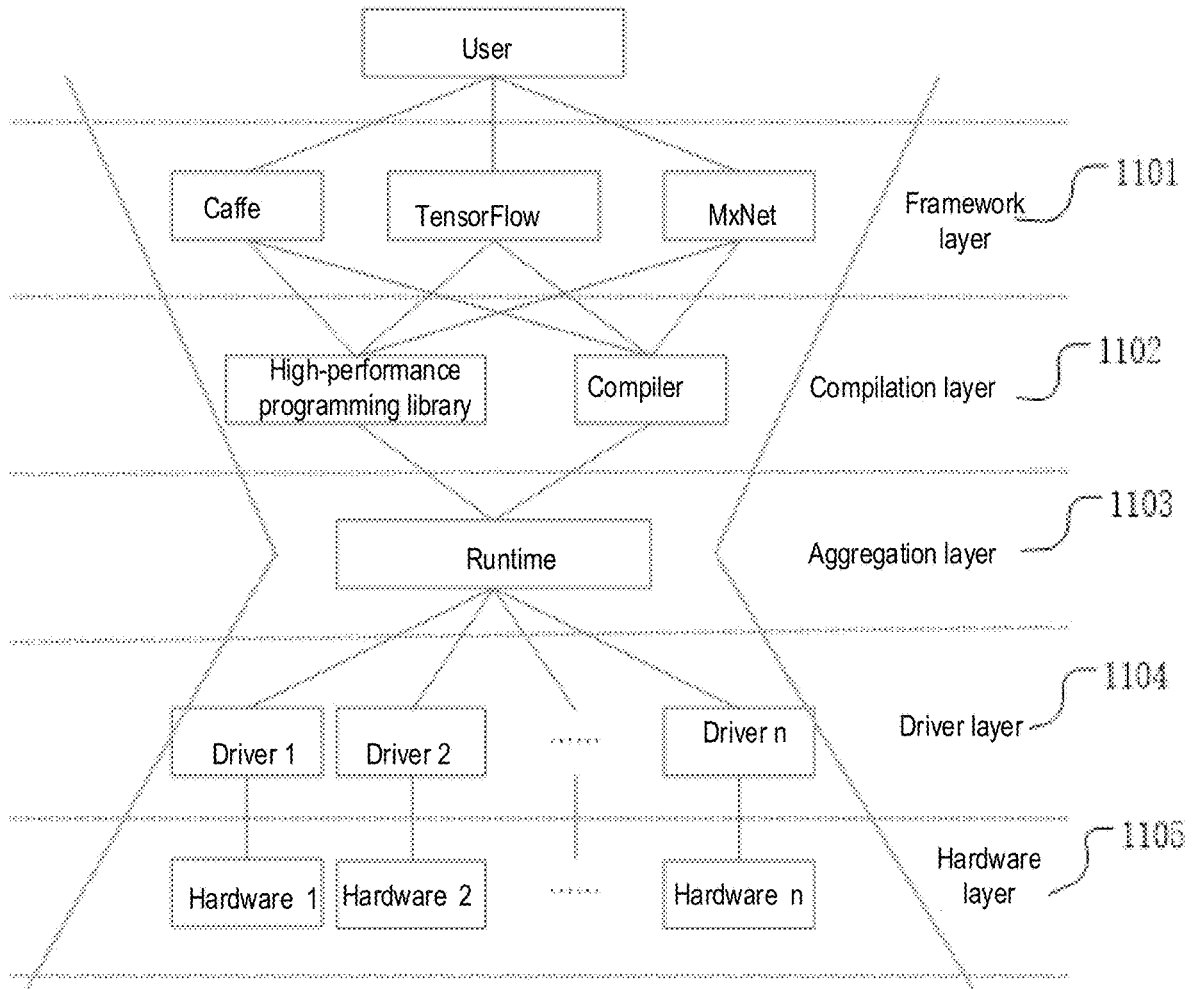 User
Caffe
TensorFlow
MxNet
Framework
layer
1101
High-performance
programming library
Compiler
Compilation layer
1102
Runtime
Aggregation layer
1103
Driver 1
Driver 2
......
Driver n
Driver layer
1104
Hardware 1
Hardware 2
......
Hardware n
Hardware
layer
1105